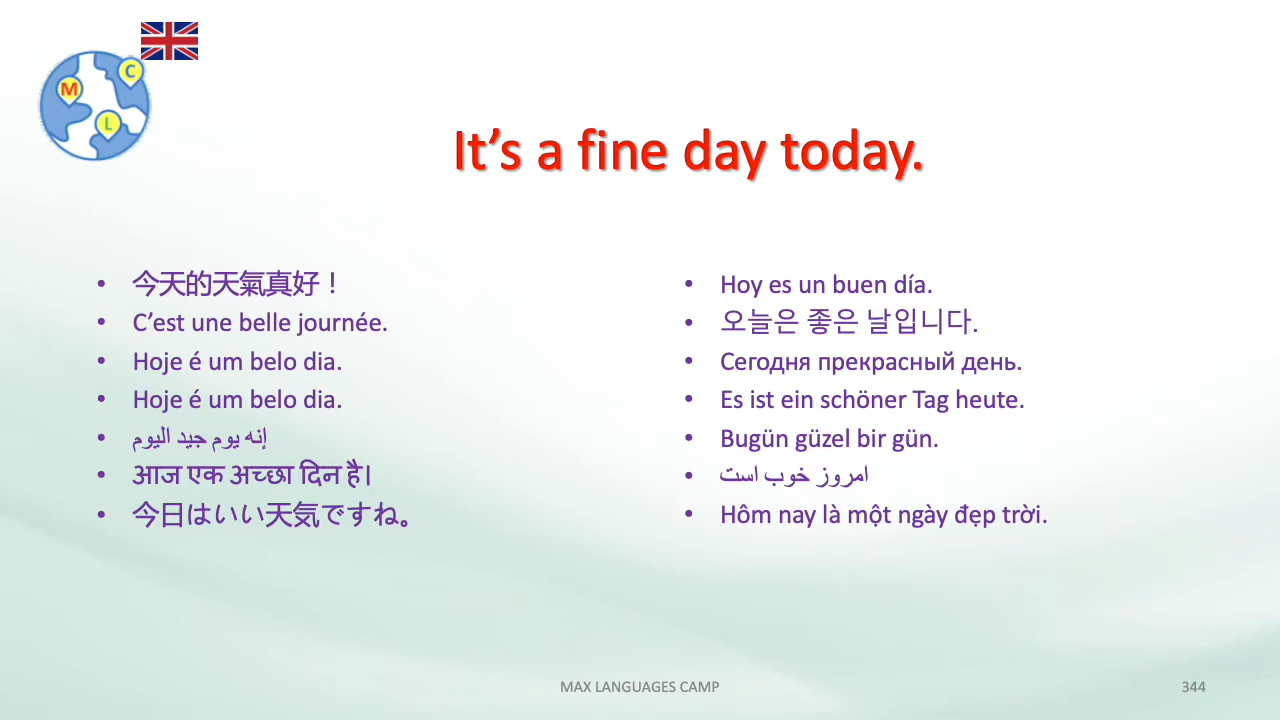 C
M
L
It’s a fine day today.
• 今天的天氣真好！
• C’est une belle journée.
• Hoje é um belo dia.
• Hoje é um belo dia.
• إنه يوم جيد اليوم
• आज एक अच्छा दिन है।
• 今日はいい天気ですね。
• Hoy es un buen día.
• 오늘은 좋은 날입니다.
• Сегодня прекрасный день.
• Es ist ein schöner Tag heute.
• Bugün güzel bir gün.
• امروز خوب است
• Hôm nay là một ngày đẹp trời.
MAX LANGUAGES CAMP
344